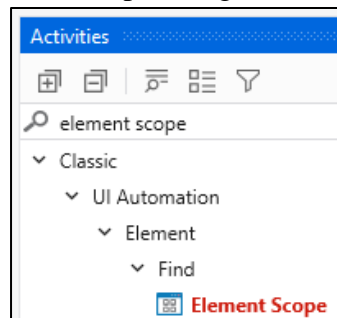 Activities
element scope
Classic
UI Automation
Element
Find
Element Scope